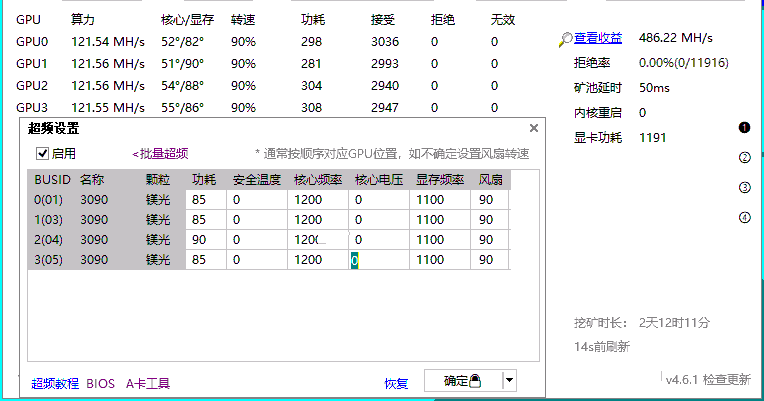 GPU 算力 核心/显存 转速 功耗 接受 拒绝 无效
GPU0 121.54 MH/s 52°/82° 90% 298 3036 0 0
GPU1 121.56 MH/s 51°/90° 90% 281 2993 0 0
GPU2 121.56 MH/s 54°/88° 90% 304 2940 0 0
GPU3 121.55 MH/s 55°/86° 90% 308 2947 0 0
查看收益 486.22 MH/s
拒绝率 0.00%(0/11916)
矿池延时 50ms
内核重启 0
显卡功耗 1191
1
2
3
4
超频设置
启用 <批量超频 * 通常按顺序对应GPU位置，如不确定设置风扇转速
BUSID 名称 颗粒 功耗 安全温度 核心频率 核心电压 显存频率 风扇
0(01) 3090 镁光 85 0 1200 0 1100 90
1(03) 3090 镁光 85 0 1200 0 1100 90
2(04) 3090 镁光 90 0 1200 0 1100 90
3(05) 3090 镁光 85 0 1200 0 1100 90
超频教程 BIOS A卡工具 恢复 确定
挖矿时长： 2天12时11分
14s前刷新
v4.6.1 检查更新